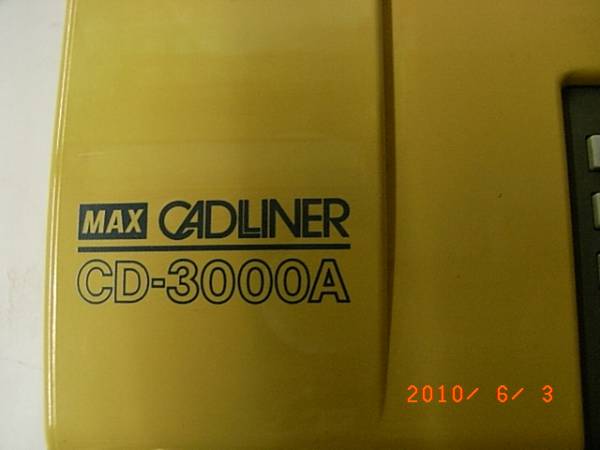 MAX CADLINER
CD-3000A
2010/ 6/ 3